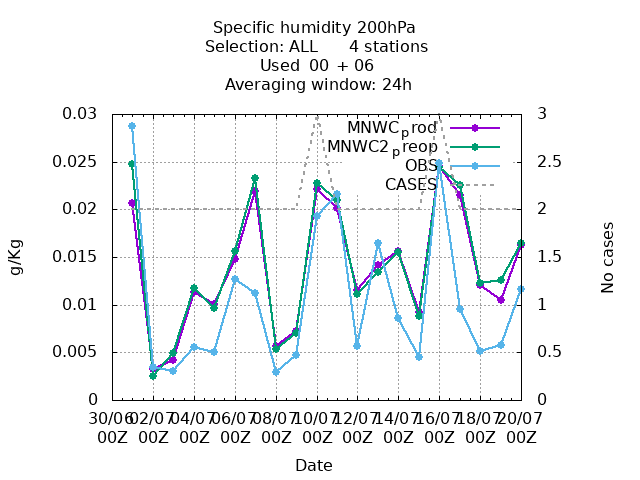 Specific humidity 200hPa
Selection: ALL 4 stations
Used 00 + 06
Averaging window: 24h
0.03 3
MNWCprod
MNWC2preop
0.025 OBS 2.5
CASES
0.02 2
0.015 1.5
g/Kg No cases
0.01 1
0.005 0.5
0 0
30/06 02/07 04/07 06/07 08/07 10/07 12/07 14/07 16/07 18/07 20/07
00Z 00Z 00Z 00Z 00Z 00Z 00Z 00Z 00Z 00Z 00Z
Date